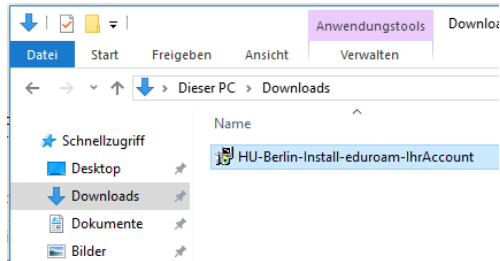 Anwendungstools
Downloa
Datei Start Freigeben Ansicht Verwalten
Dieser PC > Downloads
Name
Schnellzugriff
HU-Berlin-Install-eduroam-IhrAccount
Desktop
Downloads
Dokumente
Bilder